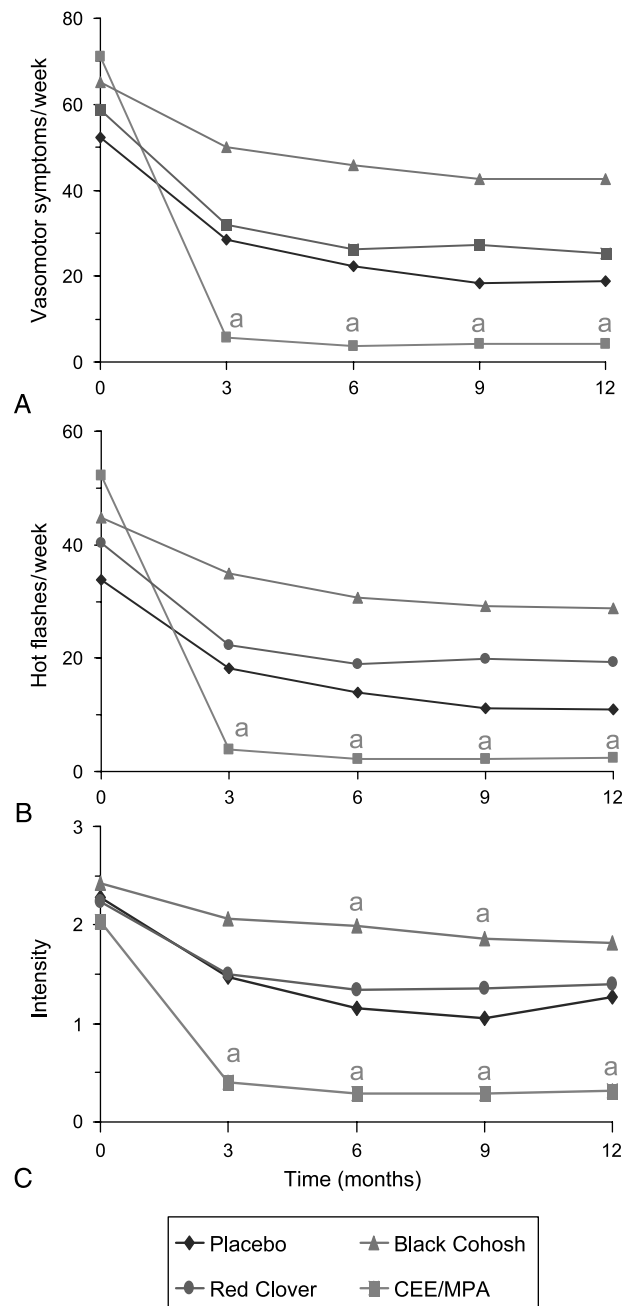 80
60
40
20
0
Vasomotor symptoms/week
a a a a
0 3 6 9 12
A
60
40
20
0
Hot flashes/week
a a a a
0 3 6 9 12
B
3
2
1
0
Intensity
a a
a a a a
0 3 6 9 12
Time (months)
C
Placebo Black Cohosh
Red Clover CEE/MPA